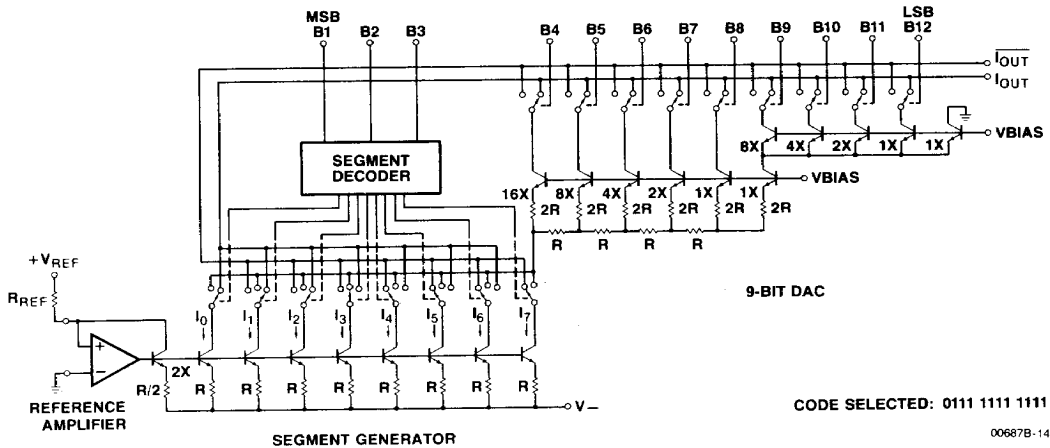 MSB
B1 B2 B3 B4 B5 B6 B7 B8 B9 B10 B11 LSB
B12
I̅O̅U̅T̅
IOUT
8X 4X 2X 1X 1X VBIAS
SEGMENT
DECODER
16X 8X 4X 2X 1X 1X VBIAS
2R 2R 2R 2R 2R 2R
R R R R
9-BIT DAC
+VREF
RREF
I0 I1 I2 I3 I4 I5 I6 I7
+
−
2X
R/2 R R R R R R R R
V−
REFERENCE
AMPLIFIER
SEGMENT GENERATOR
CODE SELECTED: 0111 1111 1111
00687B-14